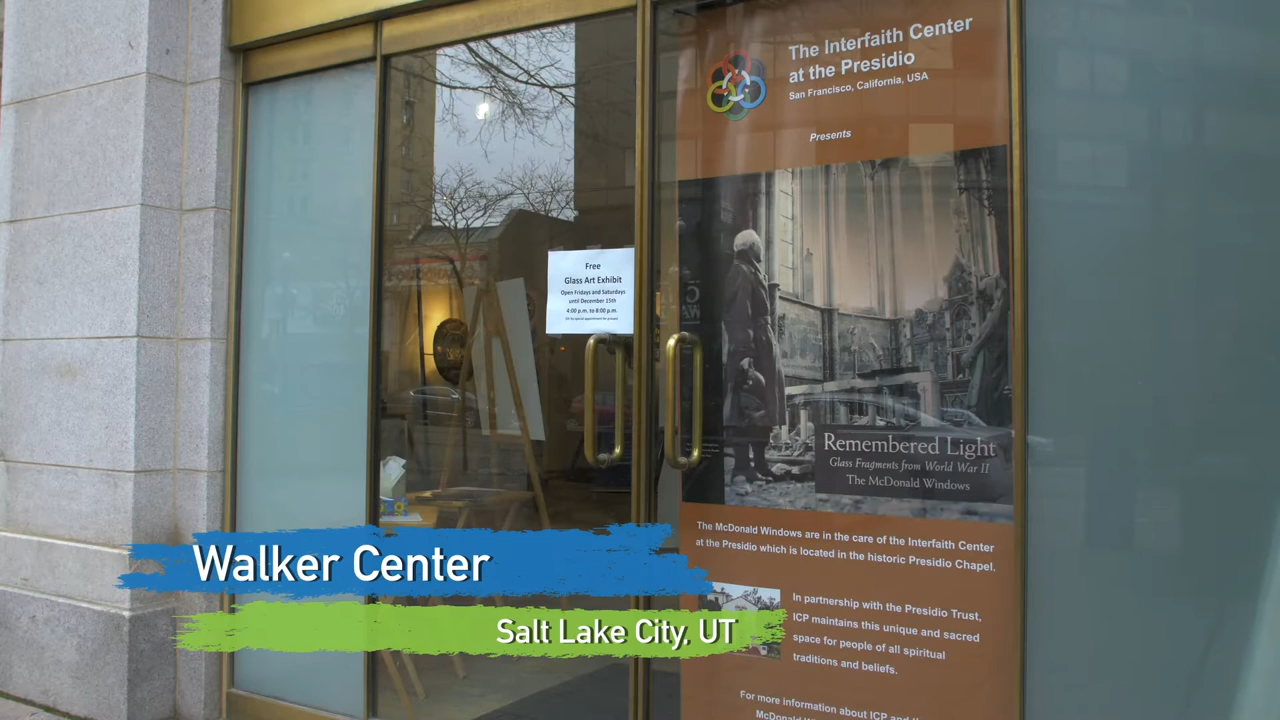 The Interfaith Center
at the Presidio
San Francisco, California, USA
Presents
Free
Glass Art Exhibit
Open Fridays and Saturdays
until December 15th
4:00 p.m. to 8:00 p.m.
Remembered Light
Glass Fragments from World War II
The McDonald Windows
The McDonald Windows are in the care of the Interfaith Center
at the Presidio which is located in the historic Presidio Chapel.
In partnership with the Presidio Trust,
ICP maintains this unique and sacred
space for people of all spiritual
traditions and beliefs.
For more information about ICP and
McDonald
Walker Center
Salt Lake City, UT